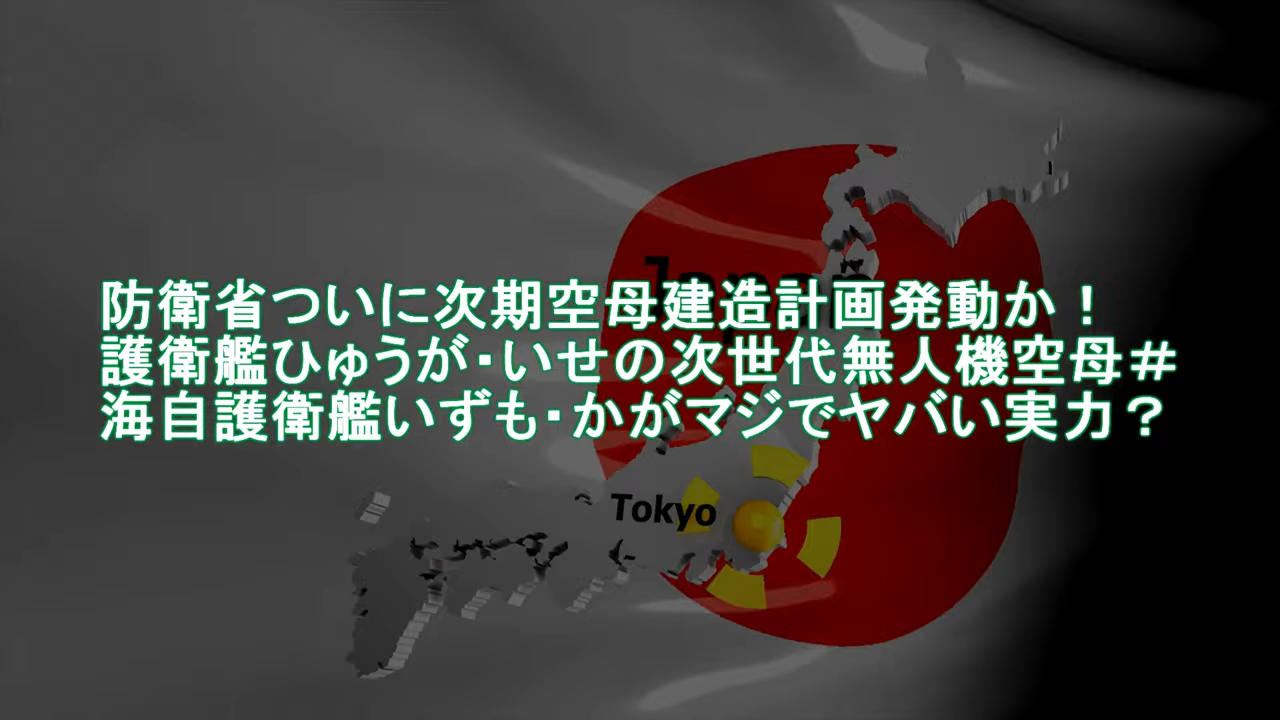 Japan
防衛省ついに次期空母建造計画発動か！
護衛艦ひゅうが・いせの次世代無人機空母＃
海自護衛艦いずも・かがマジでヤバい実力？
Tokyo